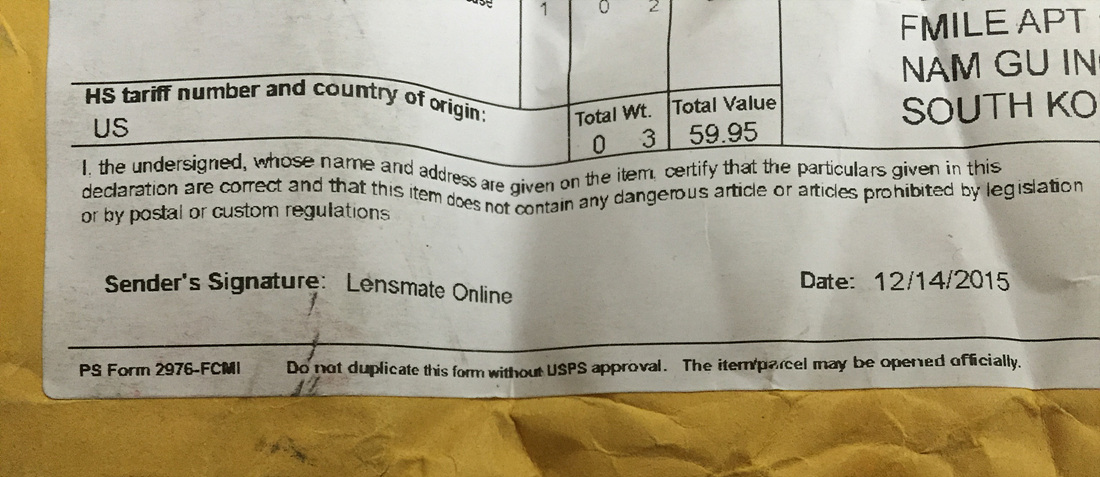 1 0 2
FMILE APT
NAM GU IN
SOUTH KO
HS tariff number and country of origin:
US
Total Wt.
0 3
Total Value
59.95
I. the undersigned, whose name and address are given on the item, certify that the particulars given in this
declaration are correct and that this item does not contain any dangerous article or articles prohibited by legislation
or by postal or custom regulations
Sender's Signature: Lensmate Online
Date: 12/14/2015
PS Form 2976-FCMI Do not duplicate this form without USPS approval. The item/parcel may be opened officially.